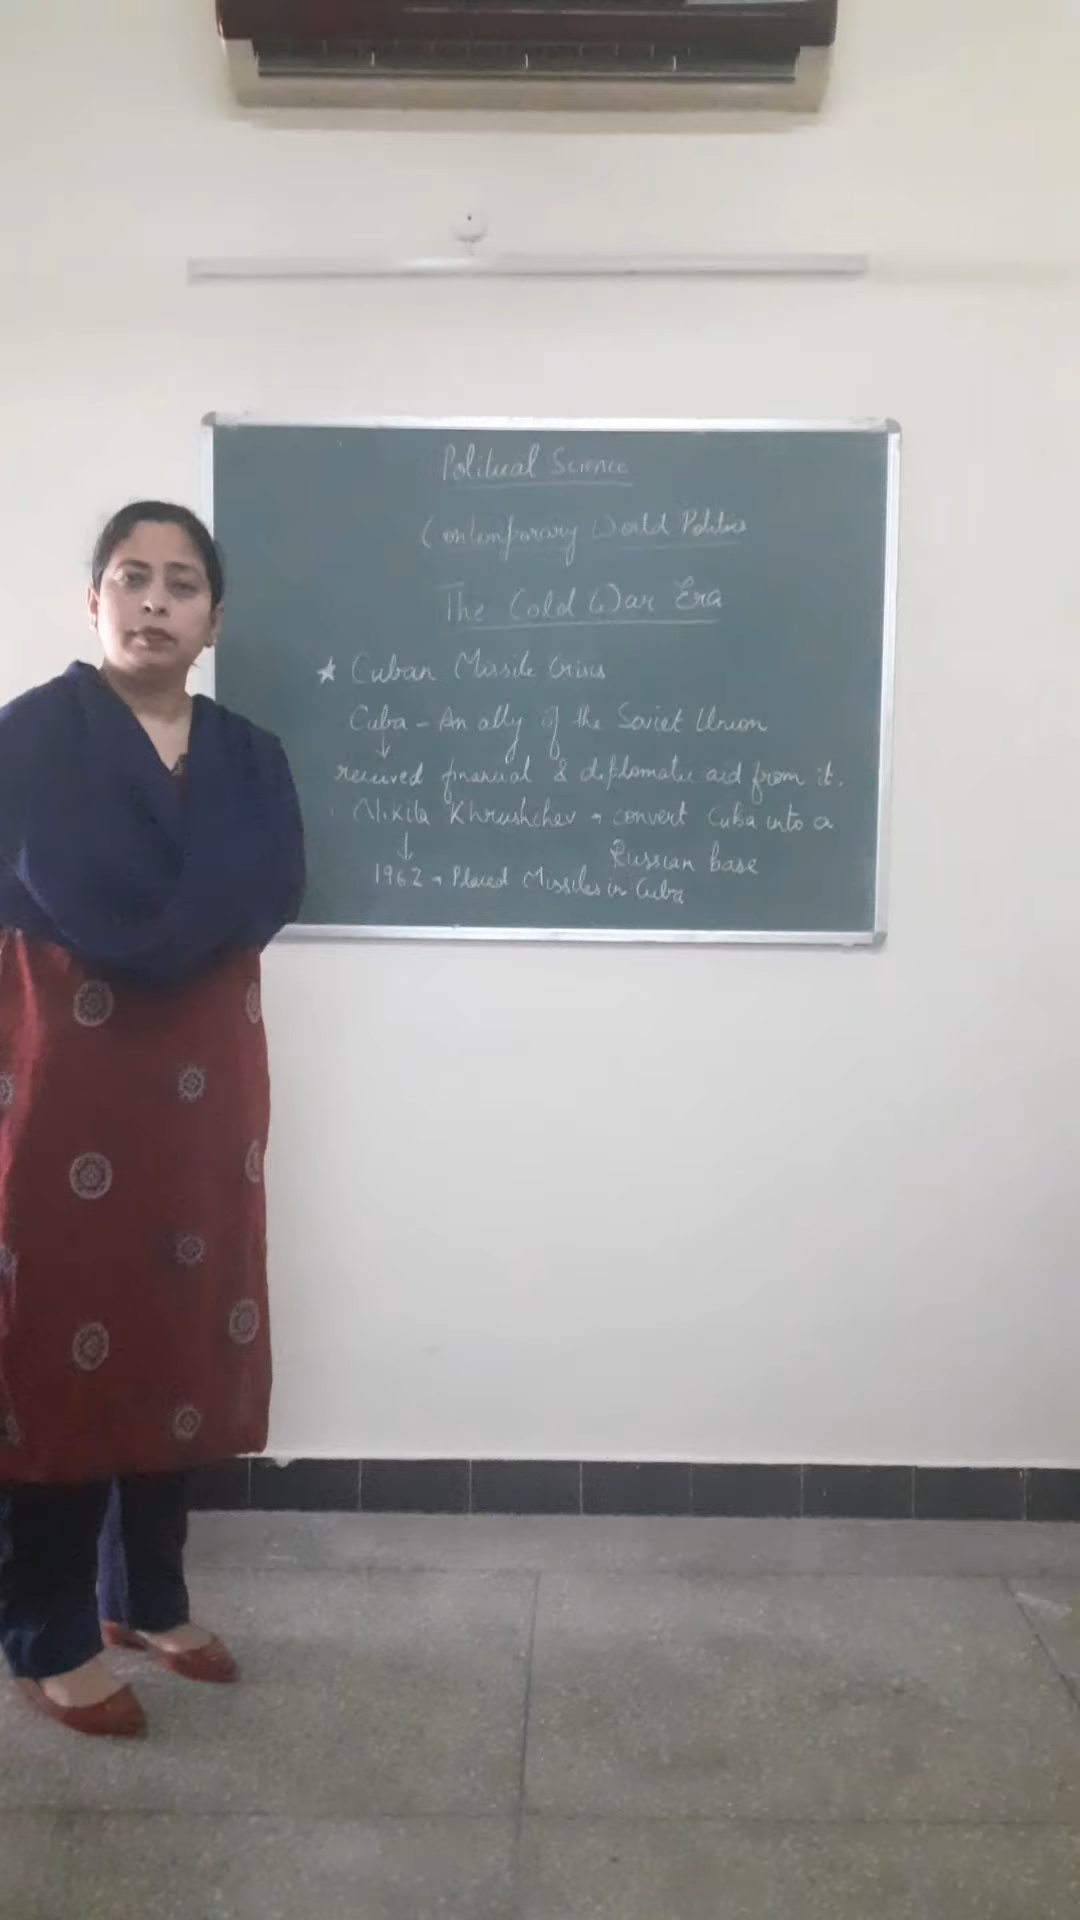 Political Science
Contemporary World Politics
The Cold War Era
★ Cuban Missile Crisis
Cuba - An ally of the Soviet Union
↓
received financial & diplomatic aid from it.
Nikita Khrushchev → convert Cuba into a
Russian base
↓
1962 → Placed Missiles in Cuba